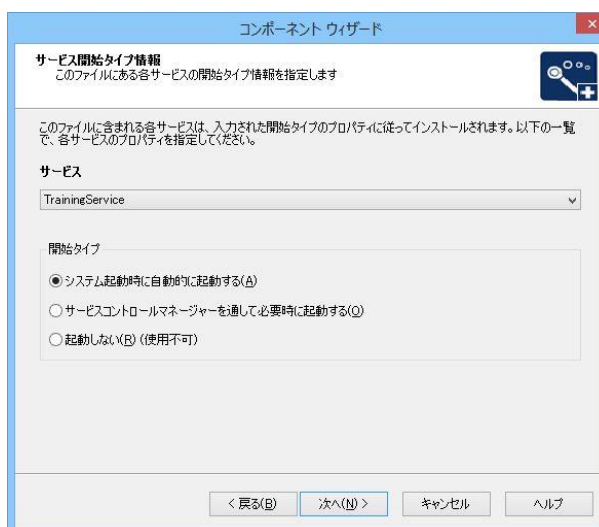 コンポーネント ウィザード
サービス開始タイプ情報
このファイルにある各サービスの開始タイプ情報を指定します
このファイルに含まれる各サービスは、入力された開始タイプのプロパティに従ってインストールされます。以下の一覧
で、各サービスのプロパティを指定してください。
サービス
TrainingService
開始タイプ
システム起動時に自動的に起動する(A)
サービスコントロールマネージャーを通して必要時に起動する(O)
起動しない(R) (使用不可)
< 戻る(B)
次へ(N) >
キャンセル
ヘルプ